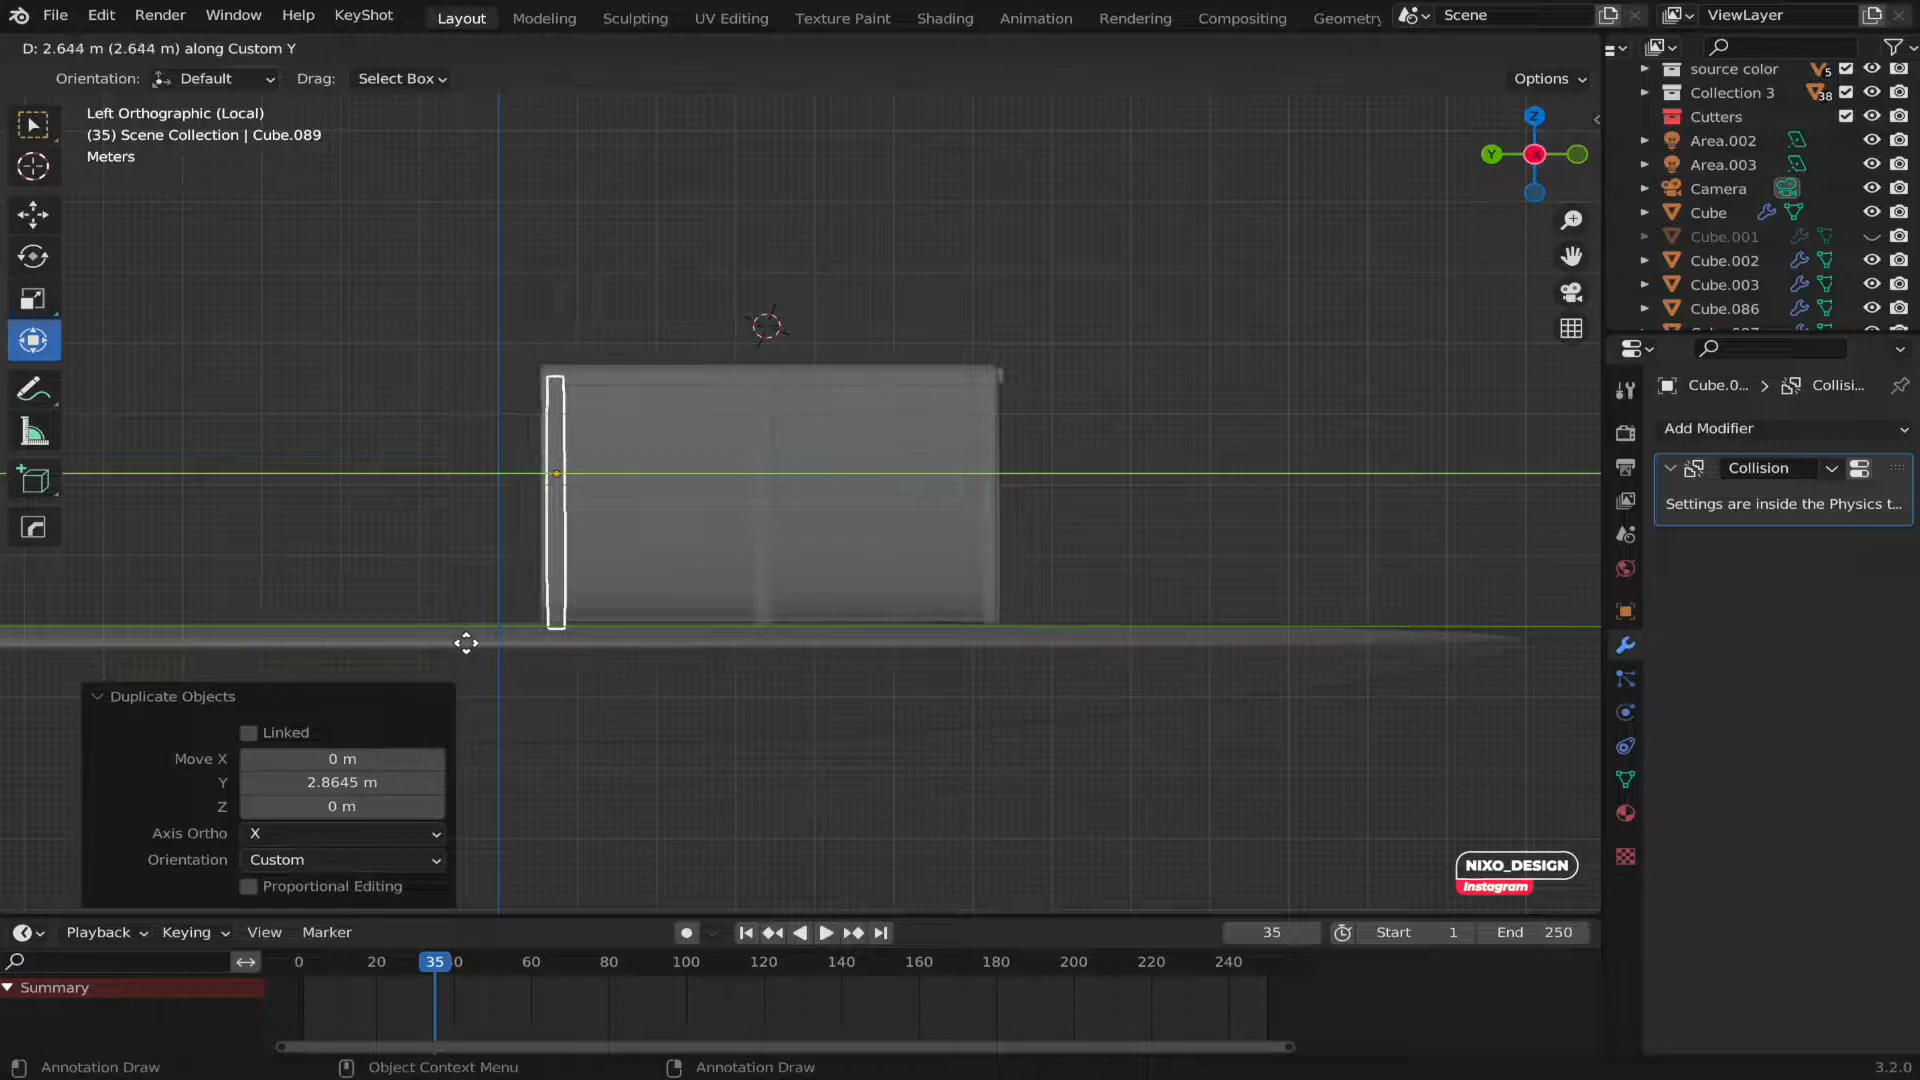 File Edit Render Window Help KeyShot Layout Modeling Sculpting UV Editing Texture Paint Shading Animation Rendering Compositing Geometry Scene ViewLayer
D: 2.644 m (2.644 m) along Custom Y
Orientation: Default Drag: Select Box Options
Left Orthographic (Local)
(35) Scene Collection | Cube.089
Meters
Z
Y
source color 5
Collection 3 38
Cutters
Area.002
Area.003
Camera
Cube
Cube.001
Cube.002
Cube.003
Cube.086
Cube.0... > Collisi...
Add Modifier
Collision
Settings are inside the Physics t...
Duplicate Objects
Linked
Move X 0 m
Y 2.8645 m
Z 0 m
Axis Ortho X
Orientation Custom
Proportional Editing
NIXO_DESIGN
Instagram
Playback Keying View Marker 35 Start 1 End 250
0 20 35 60 80 100 120 140 160 180 200 220 240
Summary
Annotation Draw Object Context Menu Annotation Draw 3.2.0